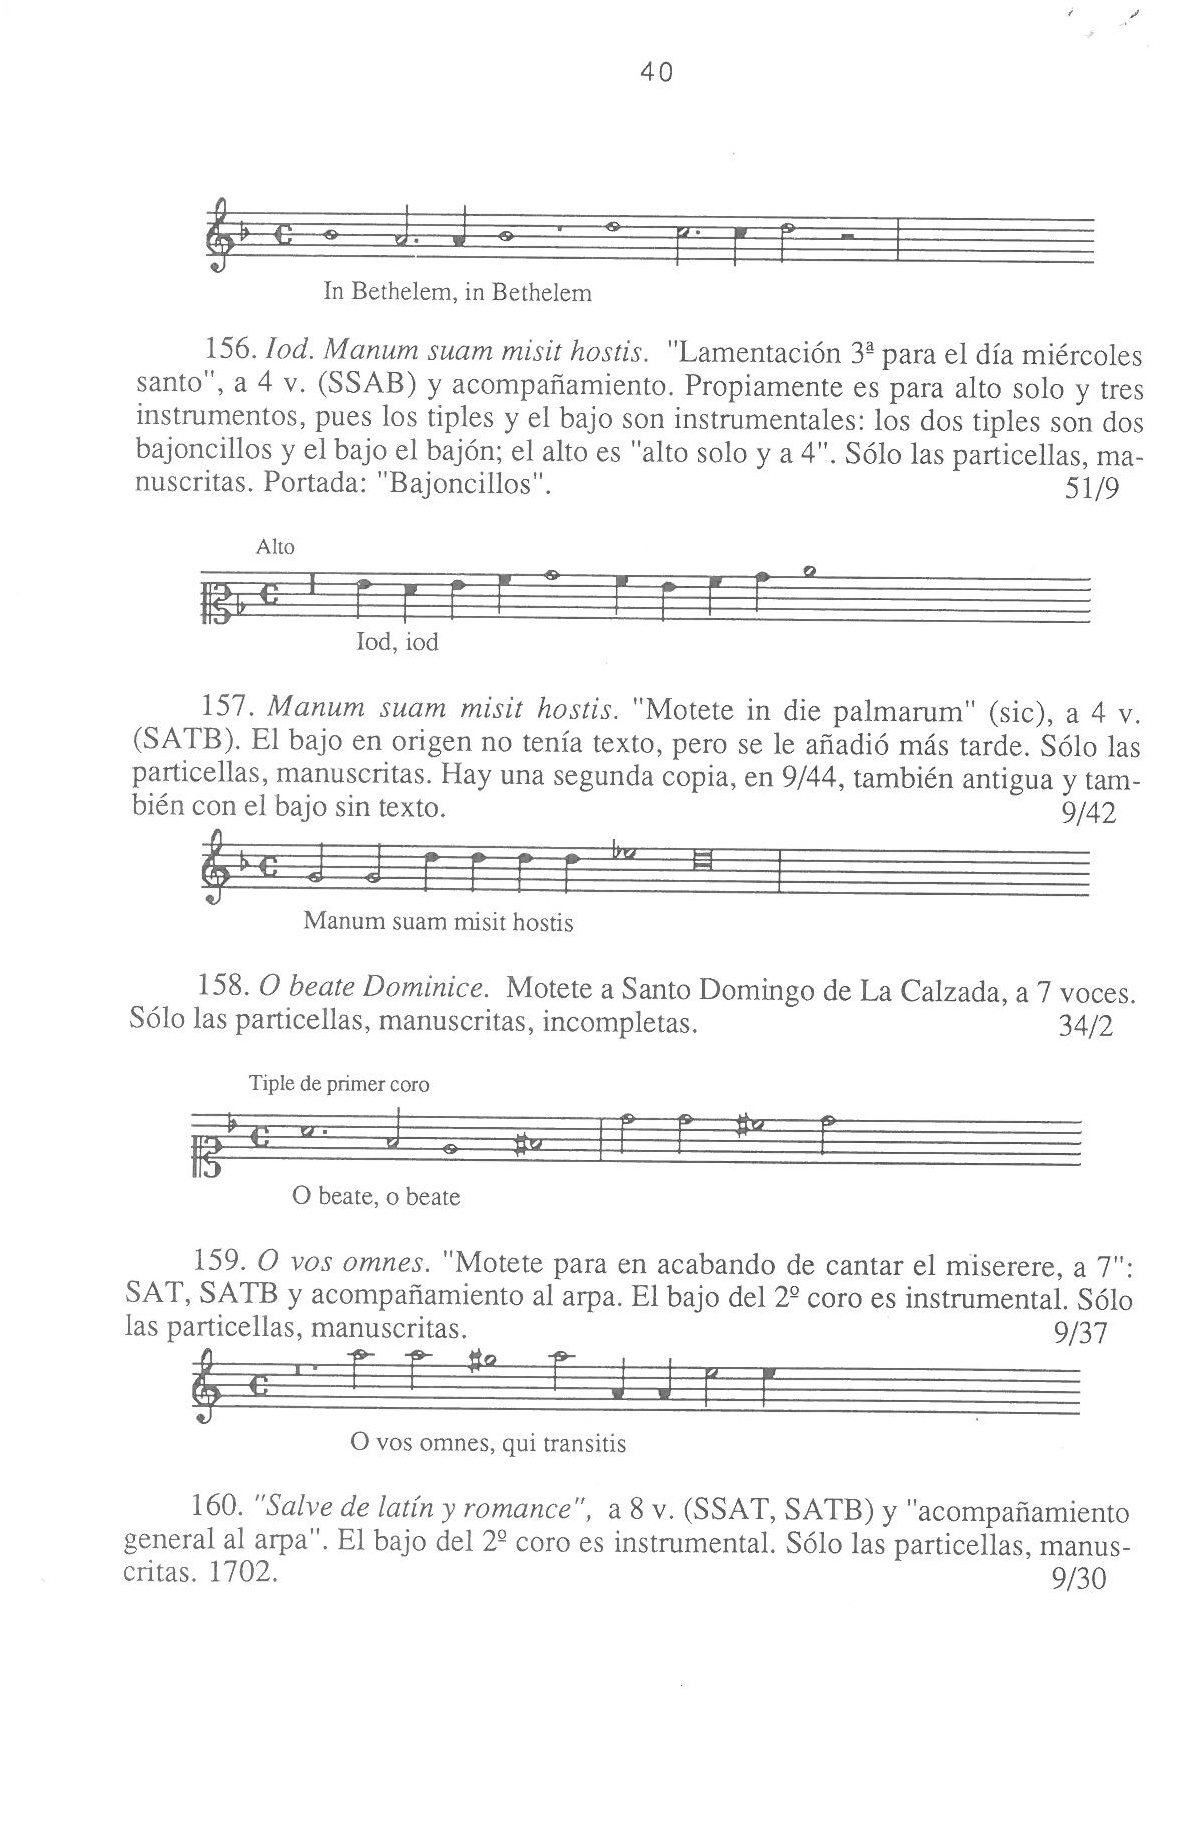 40
In Bethelem, in Bethelem
156. Iod. Manum suam misit hostis. "Lamentación 3ª para el día miércoles
santo", a 4 v. (SSAB) y acompañamiento. Propiamente es para alto solo y tres
instrumentos, pues los tiples y el bajo son instrumentales: los dos tiples son dos
bajoncillos y el bajo el bajón; el alto es "alto solo y a 4". Sólo las particellas, ma-
nuscritas. Portada: "Bajoncillos". 51/9
Alto
Iod, iod
157. Manum suam misit hostis. "Motete in die palmarum" (sic), a 4 v.
(SATB). El bajo en origen no tenía texto, pero se le añadió más tarde. Sólo las
particellas, manuscritas. Hay una segunda copia, en 9/44, también antigua y tam-
bién con el bajo sin texto. 9/42
Manum suam misit hostis
158. O beate Dominice. Motete a Santo Domingo de La Calzada, a 7 voces.
Sólo las particellas, manuscritas, incompletas. 34/2
Tiple de primer coro
O beate, o beate
159. O vos omnes. "Motete para en acabando de cantar el miserere, a 7":
SAT, SATB y acompañamiento al arpa. El bajo del 2º coro es instrumental. Sólo
las particellas, manuscritas. 9/37
O vos omnes, qui transitis
160. "Salve de latín y romance", a 8 v. (SSAT, SATB) y "acompañamiento
general al arpa". El bajo del 2º coro es instrumental. Sólo las particellas, manus-
critas. 1702. 9/30